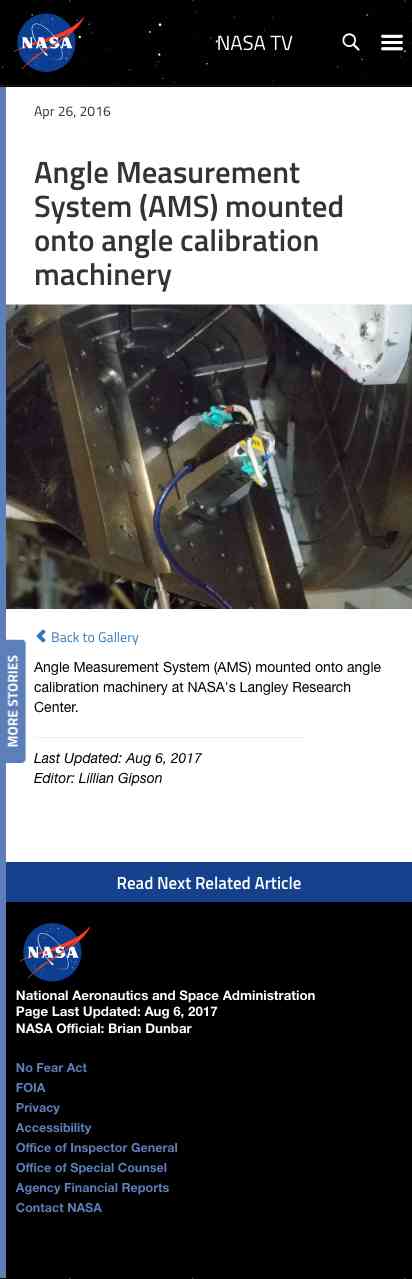 NASA
NASA TV
Apr 26, 2016
Angle Measurement
System (AMS) mounted
onto angle calibration
machinery
Back to Gallery
Angle Measurement System (AMS) mounted onto angle
calibration machinery at NASA's Langley Research
Center.
MORE STORIES
Last Updated: Aug 6, 2017
Editor: Lillian Gipson
Read Next Related Article
NASA
National Aeronautics and Space Administration
Page Last Updated: Aug 6, 2017
NASA Official: Brian Dunbar
No Fear Act
FOIA
Privacy
Accessibility
Office of Inspector General
Office of Special Counsel
Agency Financial Reports
Contact NASA